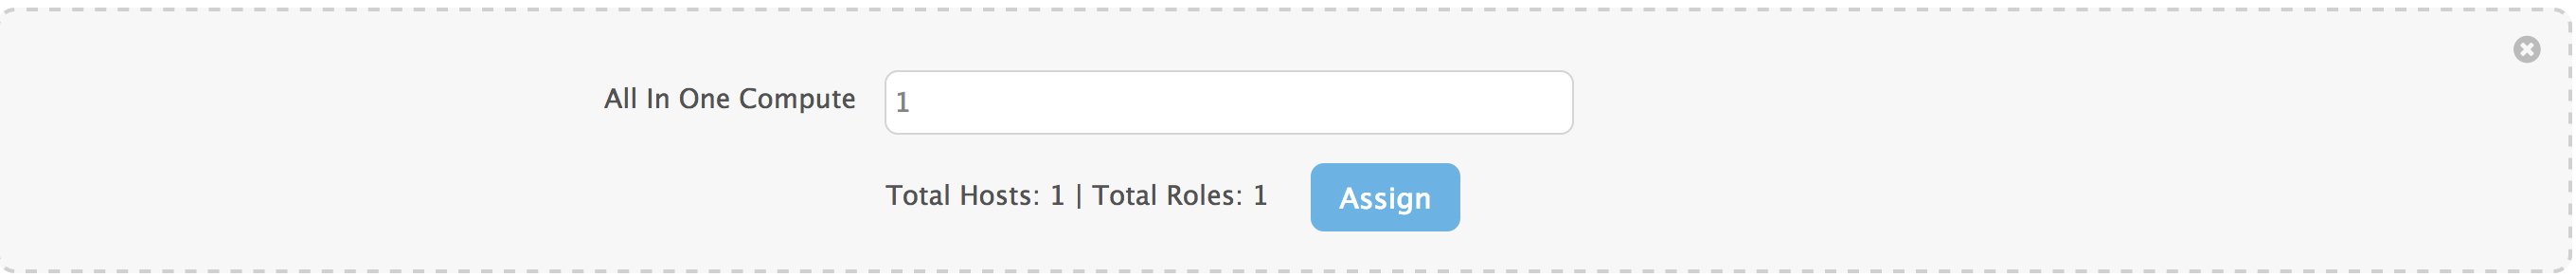 All In One Compute 1
Total Hosts: 1 | Total Roles: 1 Assign